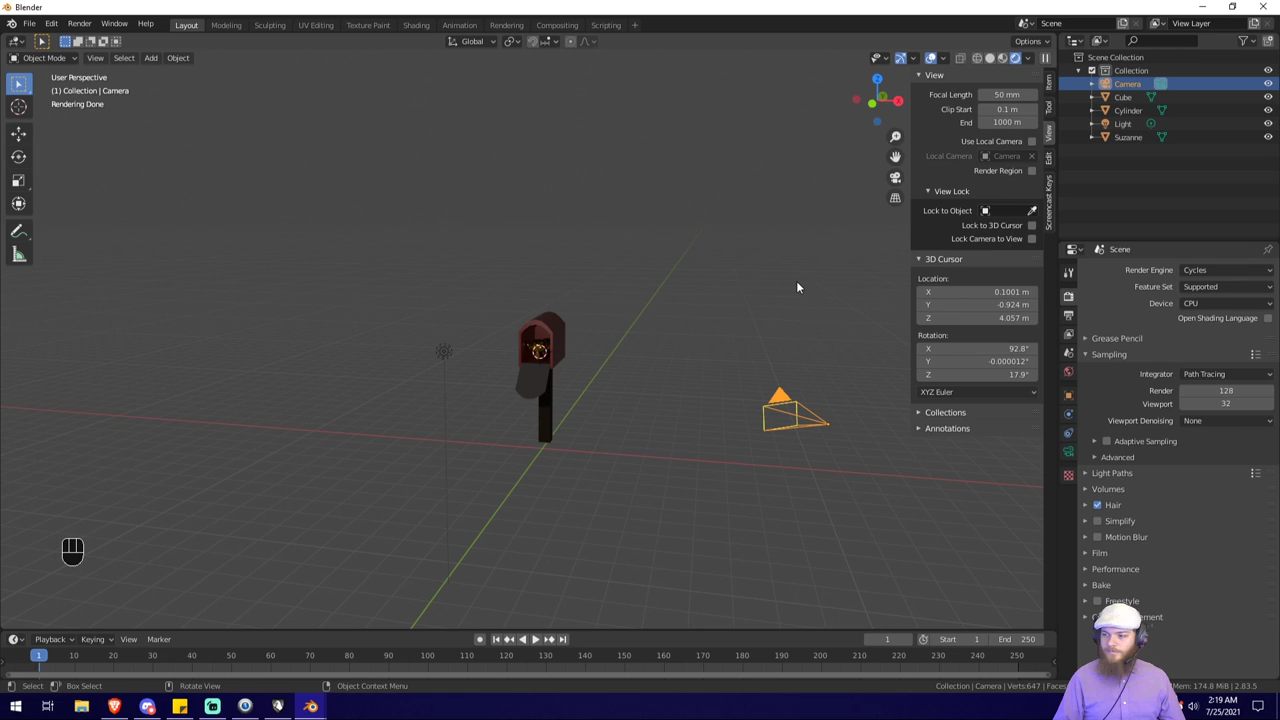 Blender
File Edit Render Window Help
Layout Modeling Sculpting UV Editing Texture Paint Shading Animation Rendering Compositing Scripting +
Scene
View Layer
Global
Options
Object Mode View Select Add Object
User Perspective
(1) Collection | Camera
Rendering Done
X
View
Focal Length 50 mm
Clip Start 0.1 m
End 1000 m
Use Local Camera
Local Camera Camera
Render Region
View Lock
Lock to Object
Lock to 3D Cursor
Lock Camera to View
3D Cursor
Location:
X 0.1001 m
Y -0.924 m
Z 4.057 m
Rotation:
X 92.8°
Y -0.000012°
Z 17.9°
XYZ Euler
Collections
Annotations
Item
Tool
View
Edit
Screencast Keys
Scene Collection
Collection
Camera
Cube
Cylinder
Light
Suzanne
Scene
Render Engine Cycles
Feature Set Supported
Device CPU
Open Shading Language
Grease Pencil
Sampling
Integrator Path Tracing
Render 128
Viewport 32
Viewport Denoising None
Adaptive Sampling
Advanced
Light Paths
Volumes
Hair
Simplify
Motion Blur
Film
Performance
Bake
Freestyle
Playback Keying View Marker
1
Start 1
End 250
1 10 20 30 40 50 60 70 80 90 100 110 120 130 140 150 160 170 180 190 200 210 220 230 240 250
Select Box Select Rotate View Object Context Menu
Collection | Camera | Verts:647 | Faces
Mem: 174.8 MiB | 2.83.5
2:19 AM
7/25/2021